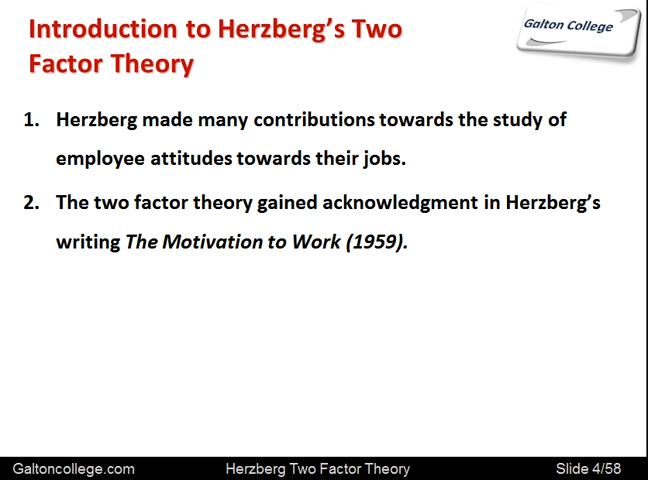 Introduction to Herzberg's Two
Factor Theory
Galton College
1. Herzberg made many contributions towards the study of
employee attitudes towards their jobs.
2. The two factor theory gained acknowledgment in Herzberg's
writing The Motivation to Work (1959).
Galtoncollege.com
Herzberg Two Factor Theory
Slide 4/58